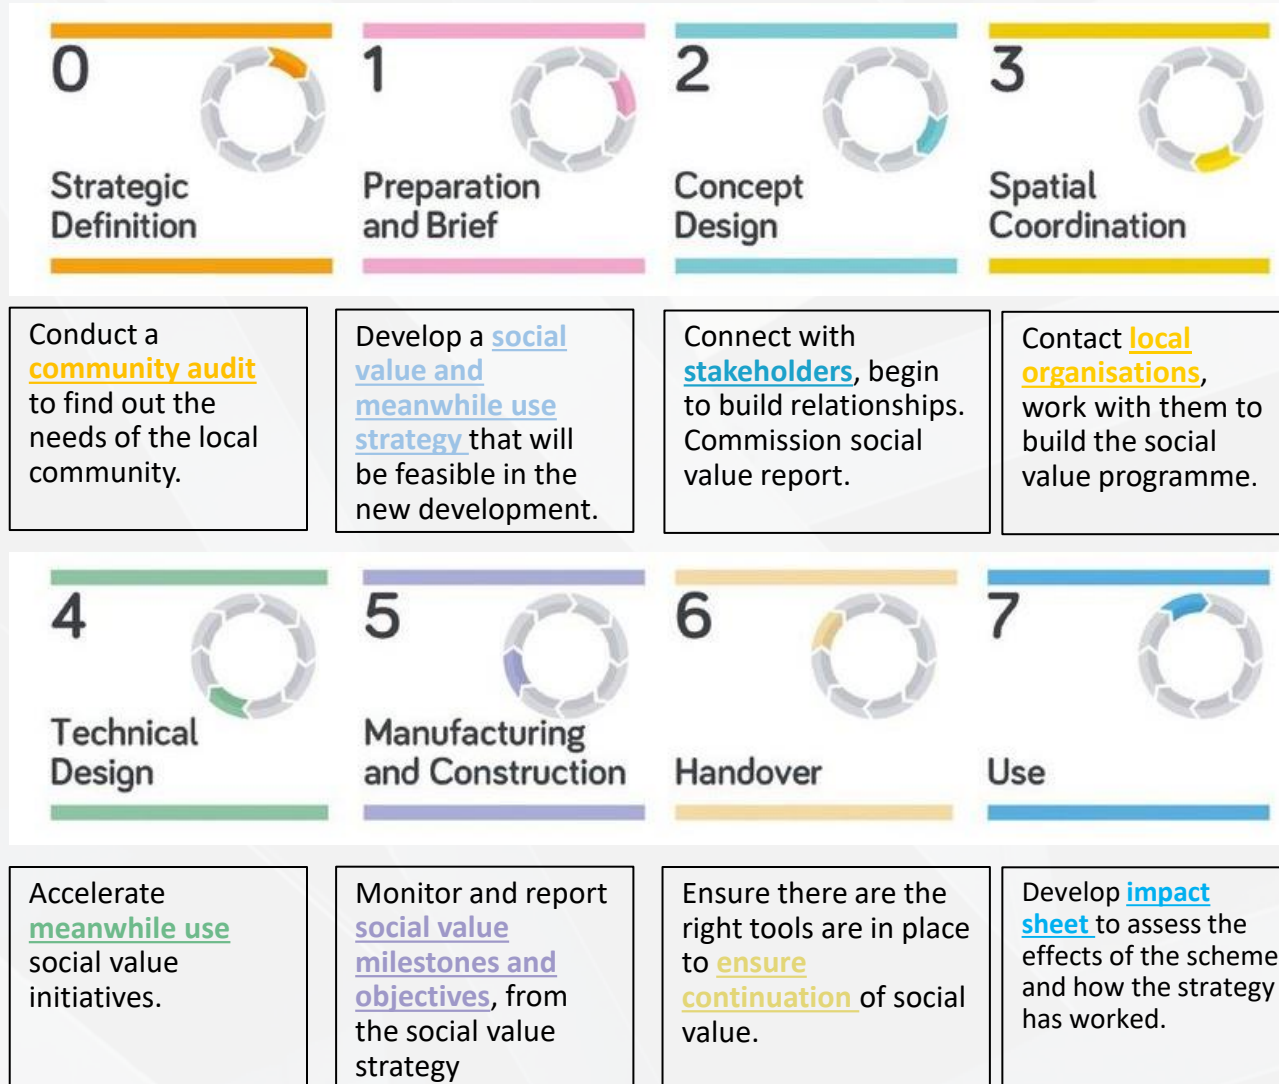 0
Strategic
Definition
1
Preparation
and Brief
2
Concept
Design
3
Spatial
Coordination
Conduct a
community audit
to find out the
needs of the local
community.
Develop a social
value and
meanwhile use
strategy that will
be feasible in the
new development.
Connect with
stakeholders, begin
to build relationships.
Commission social
value report.
Contact local
organisations,
work with them to
build the social
value programme.
4
Technical
Design
5
Manufacturing
and Construction
6
Handover
7
Use
Accelerate
meanwhile use
social value
initiatives.
Monitor and report
social value
milestones and
objectives, from
the social value
strategy
Ensure there are the
right tools are in place
to ensure
continuation of social
value.
Develop impact
sheet to assess the
effects of the scheme
and how the strategy
has worked.